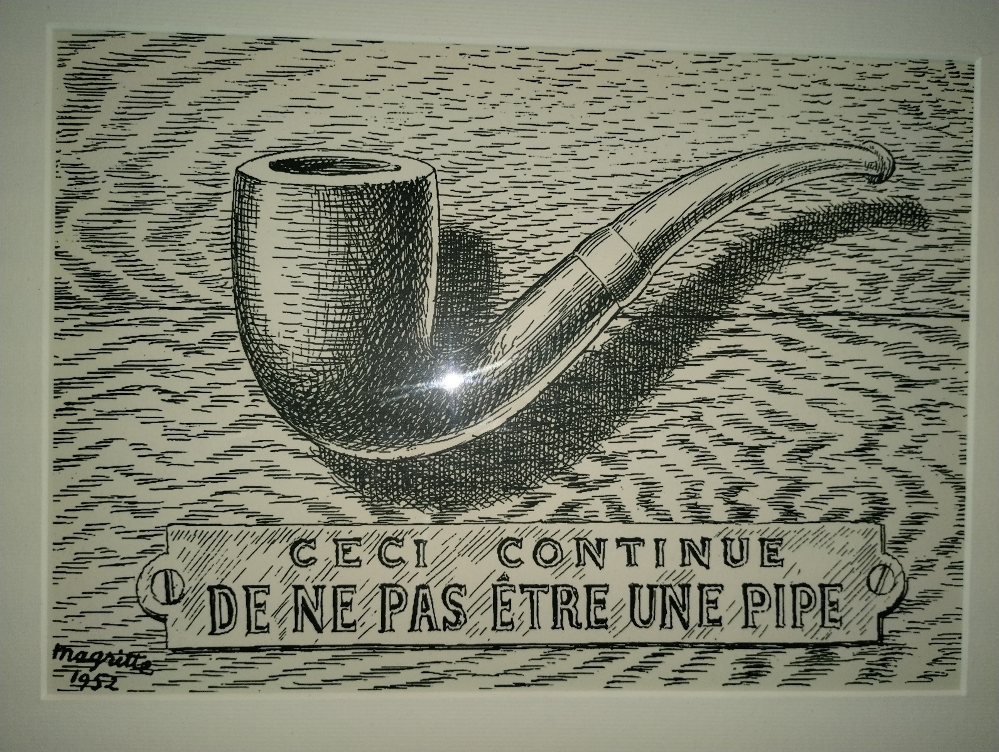 CECI CONTINUE
DE NE PAS ÊTRE UNE PIPE
Magritte
1952